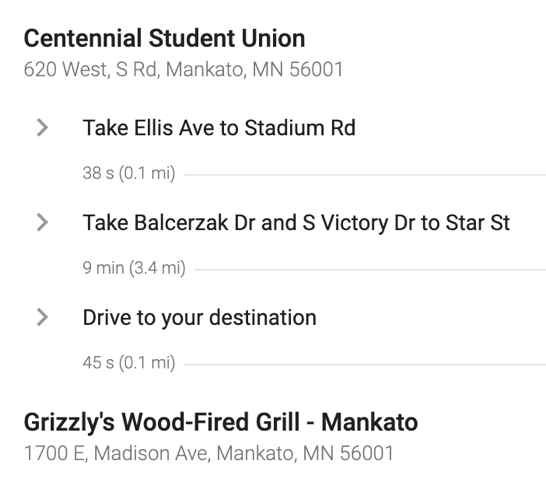 Centennial Student Union
620 West, S Rd, Mankato, MN 56001
Take Ellis Ave to Stadium Rd
38 s (0.1 mi)
Take Balcerzak Dr and S Victory Dr to Star St
9 min (3.4 mi)
Drive to your destination
45 s (0.1 mi)
Grizzly's Wood-Fired Grill - Mankato
1700 E, Madison Ave, Mankato, MN 56001